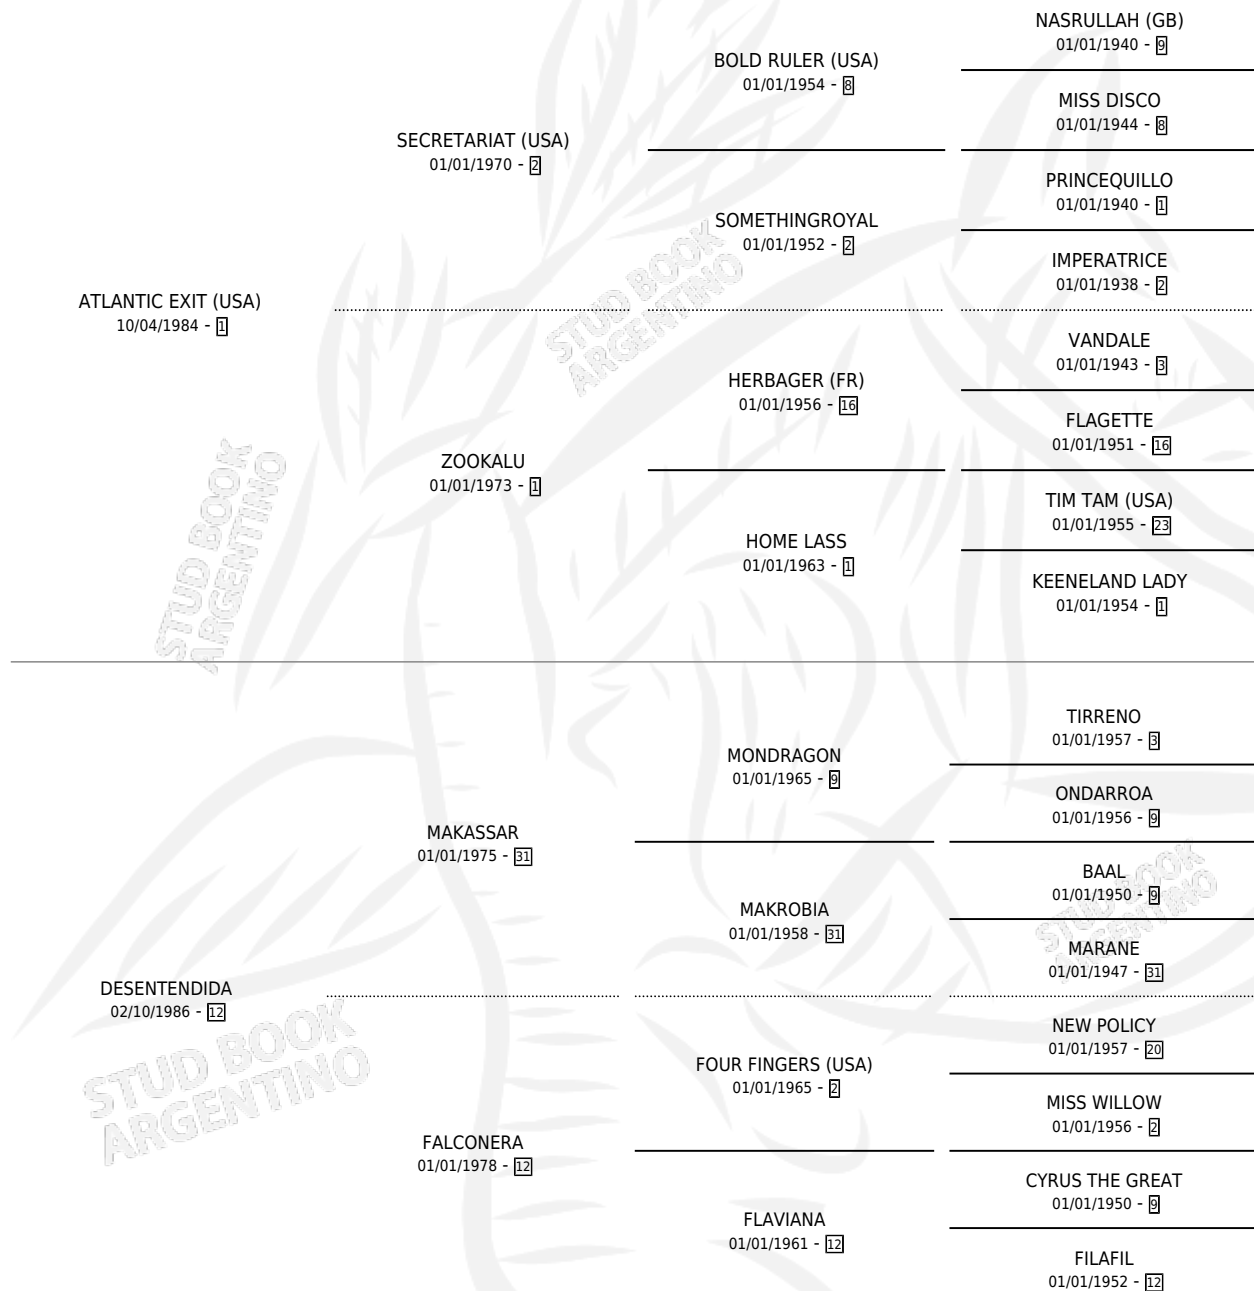 NASRULLAH (GB)
01/01/1940 - 9
BOLD RULER (USA)
01/01/1954 - 8
MISS DISCO
01/01/1944 - 8
SECRETARIAT (USA)
01/01/1970 - 2
PRINCEQUILLO
01/01/1940 - 1
SOMETHINGROYAL
01/01/1952 - 2
IMPERATRICE
01/01/1938 - 2
ATLANTIC EXIT (USA)
10/04/1984 - 1
STUD BOOK
ARGENTINO
VANDALE
01/01/1943 - 3
HERBAGER (FR)
01/01/1956 - 16
FLAGETTE
01/01/1951 - 16
ZOOKALU
01/01/1973 - 1
TIM TAM (USA)
01/01/1955 - 23
HOME LASS
01/01/1963 - 1
KEENELAND LADY
01/01/1954 - 1
STUD BOOK
ARGENTINO
TIRRENO
01/01/1957 - 3
MONDRAGON
01/01/1965 - 9
ONDARROA
01/01/1956 - 9
MAKASSAR
01/01/1975 - 31
BAAL
01/01/1950 - 9
MAKROBIA
01/01/1958 - 31
MARANE
01/01/1947 - 31
STUD BOOK
ARGENTINO
DESENTENDIDA
02/10/1986 - 12
NEW POLICY
01/01/1957 - 20
FOUR FINGERS (USA)
01/01/1965 - 2
MISS WILLOW
01/01/1956 - 2
STUD BOOK
ARGENTINO
FALCONERA
01/01/1978 - 12
CYRUS THE GREAT
01/01/1950 - 9
FLAVIANA
01/01/1961 - 12
FILAFIL
01/01/1952 - 12